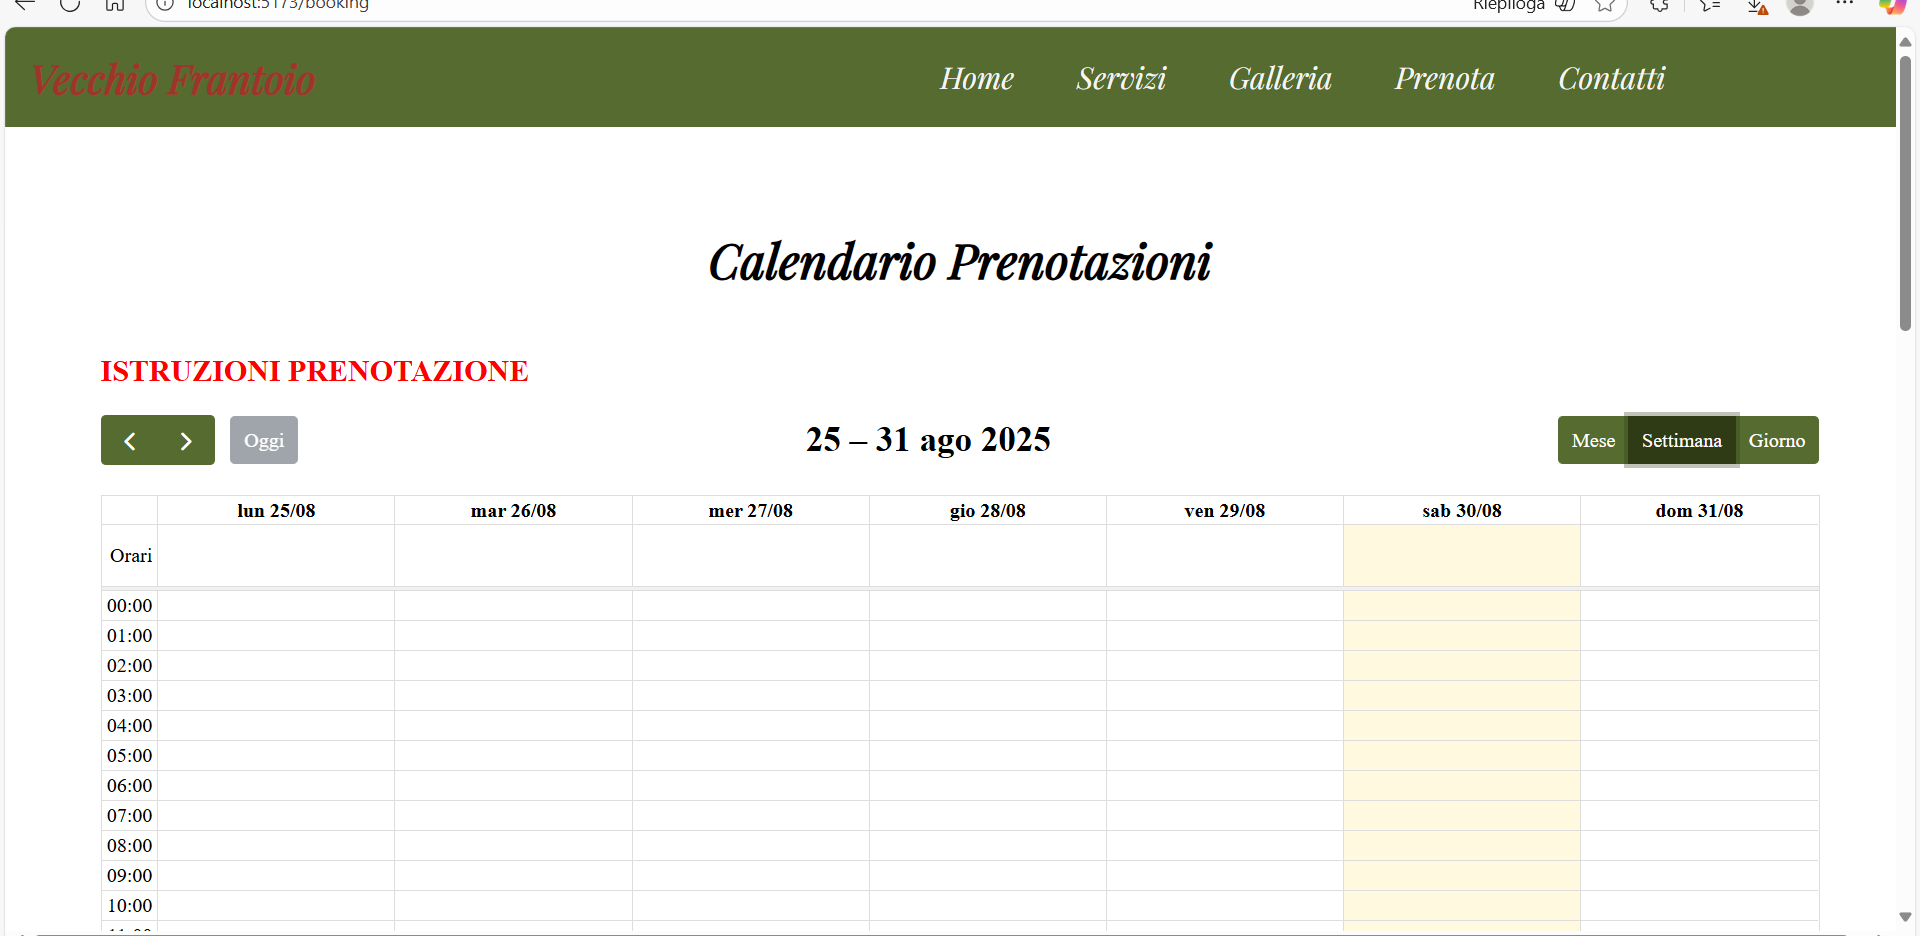 localhost:5173/booking
Riepiloga
Vecchio Frantoio
Home Servizi Galleria Prenota Contatti
Calendario Prenotazioni
ISTRUZIONI PRENOTAZIONE
Oggi
25 – 31 ago 2025
Mese Settimana Giorno
lun 25/08 mar 26/08 mer 27/08 gio 28/08 ven 29/08 sab 30/08 dom 31/08
Orari
00:00
01:00
02:00
03:00
04:00
05:00
06:00
07:00
08:00
09:00
10:00